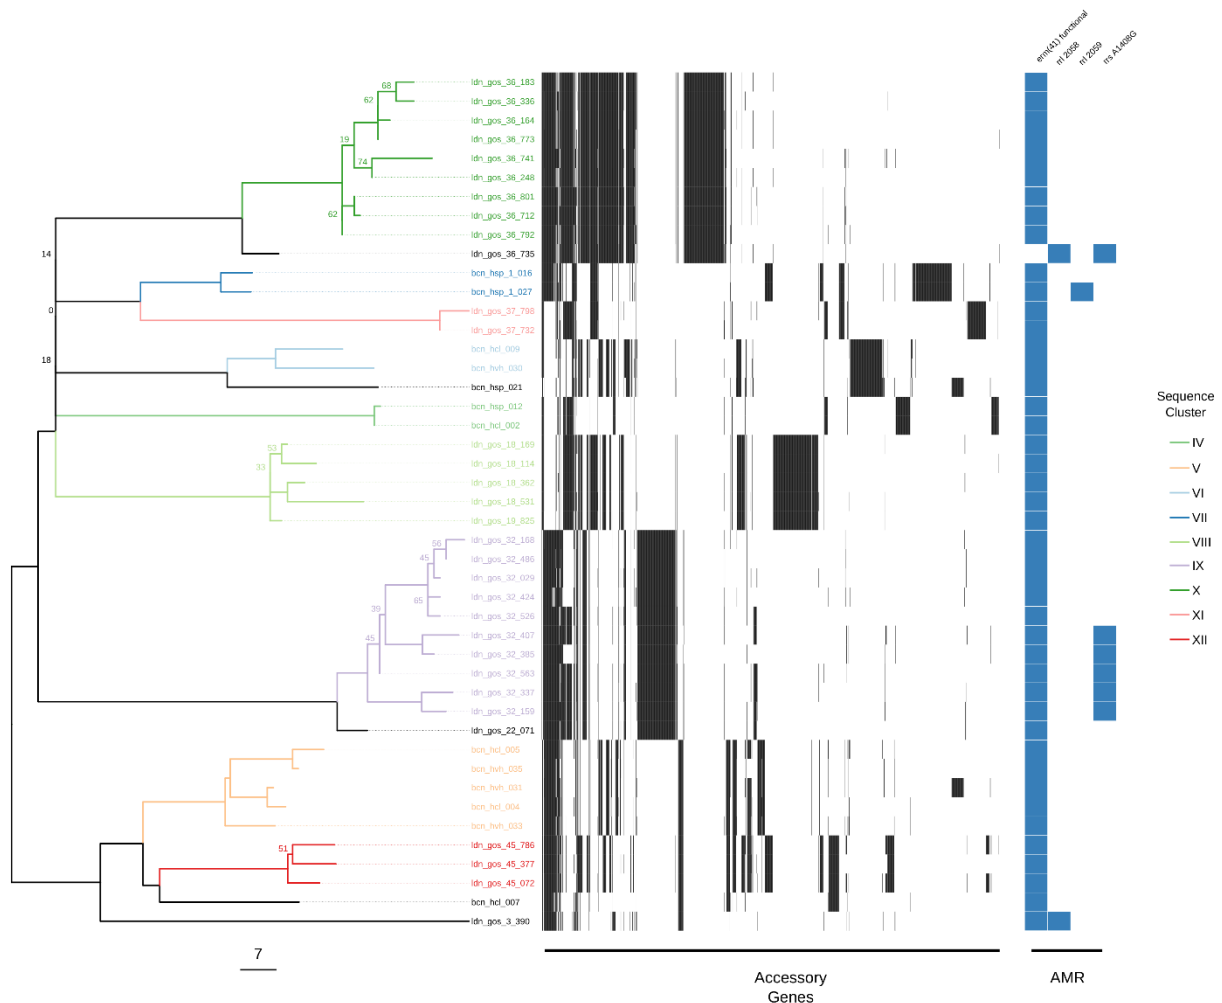 erm(41) functional
rrl 2058
rrl 2059
rrs A1408G
ldn_gos_36_183
ldn_gos_36_336
ldn_gos_36_164
ldn_gos_36_773
ldn_gos_36_741
ldn_gos_36_248
ldn_gos_36_801
ldn_gos_36_712
ldn_gos_36_792
ldn_gos_36_735
bcn_hsp_1_016
bcn_hsp_1_027
ldn_gos_37_798
ldn_gos_37_732
bcn_hcl_009
bcn_hvh_030
bcn_hsp_021
bcn_hsp_012
bcn_hcl_002
ldn_gos_18_169
ldn_gos_18_114
ldn_gos_18_362
ldn_gos_18_531
ldn_gos_19_825
ldn_gos_32_168
ldn_gos_32_486
ldn_gos_32_029
ldn_gos_32_424
ldn_gos_32_526
ldn_gos_32_407
ldn_gos_32_385
ldn_gos_32_563
ldn_gos_32_337
ldn_gos_32_159
ldn_gos_22_071
bcn_hcl_005
bcn_hvh_035
bcn_hvh_031
bcn_hcl_004
bcn_hvh_033
ldn_gos_45_786
ldn_gos_45_377
ldn_gos_45_072
bcn_hcl_007
ldn_gos_3_390
68
62
19
74
62
14
0
18
53
33
56
45
65
39
45
51
7
Accessory
Genes
AMR
Sequence
Cluster
IV
V
VI
VII
VIII
IX
X
XI
XII